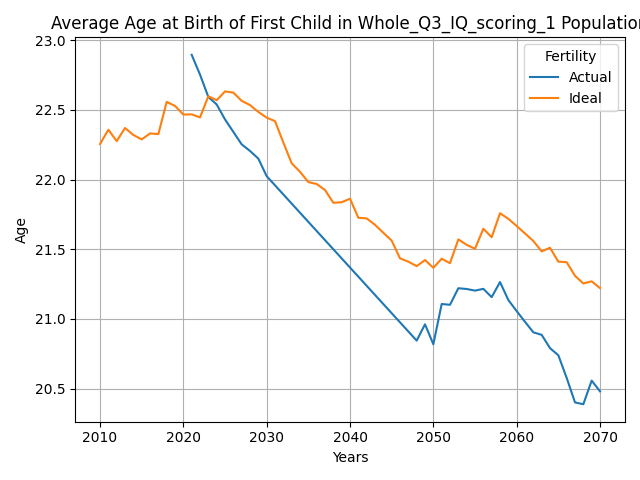 Average Age at Birth of First Child in Whole_Q3_IQ_scoring_1 Population
23.0
22.5
22.0
21.5
21.0
20.5
Age
2010 2020 2030 2040 2050 2060 2070
Years
Fertility
Actual
Ideal